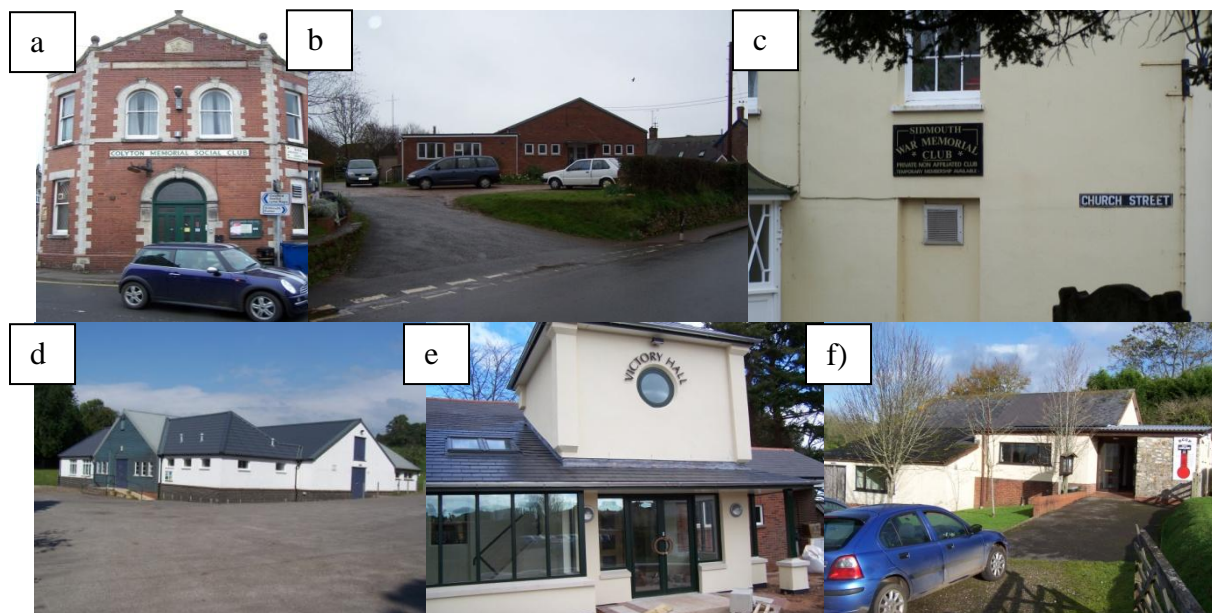 a
b
c
COLYTON MEMORIAL SOCIAL CLUB
SIDMOUTH
WAR MEMORIAL
CLUB
PRIVATE NON AFFILIATED CLUB
TEMPORARY MEMBERSHIP AVAILABLE
CHURCH STREET
d
e
f)
VICTORY HALL